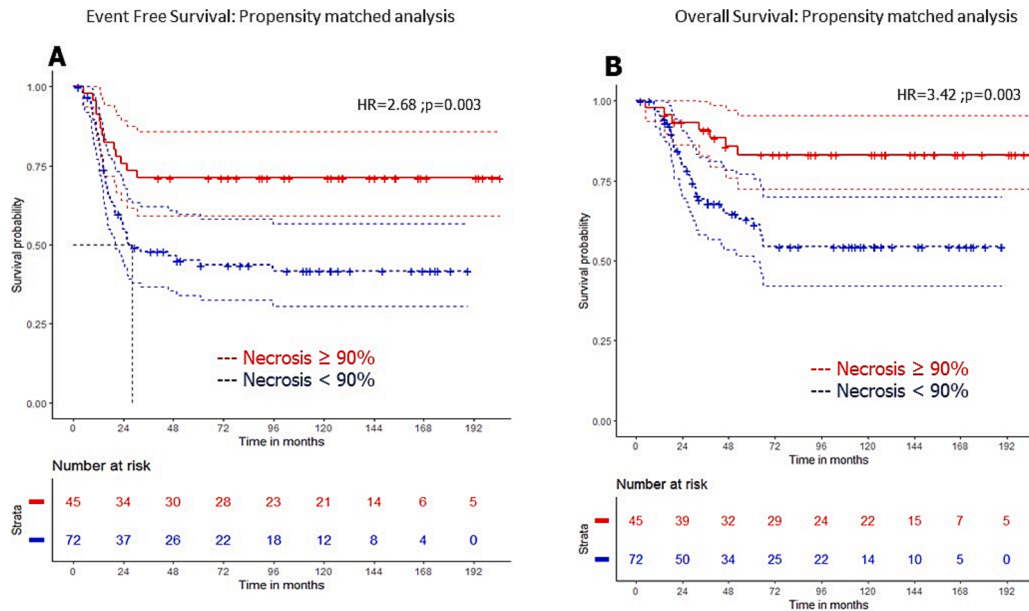 Event Free Survival: Propensity matched analysis
A
HR=2.68 ;p=0.003
Survival probability
1.00
0.75
0.50
0.25
0.00
Necrosis ≥ 90%
Necrosis < 90%
0 24 48 72 96 120 144 168 192
Time in months
Number at risk
Strata
45 34 30 28 23 21 14 6 5
72 37 26 22 18 12 8 4 0
0 24 48 72 96 120 144 168 192
Time in months
Overall Survival: Propensity matched analysis
B
HR=3.42 ;p=0.003
Survival probability
1.00
0.75
0.50
0.25
0.00
Necrosis ≥ 90%
Necrosis < 90%
0 24 48 72 96 120 144 168 192
Time in months
Number at risk
Strata
45 39 32 29 24 22 15 7 5
72 50 34 25 22 14 10 5 0
0 24 48 72 96 120 144 168 192
Time in months